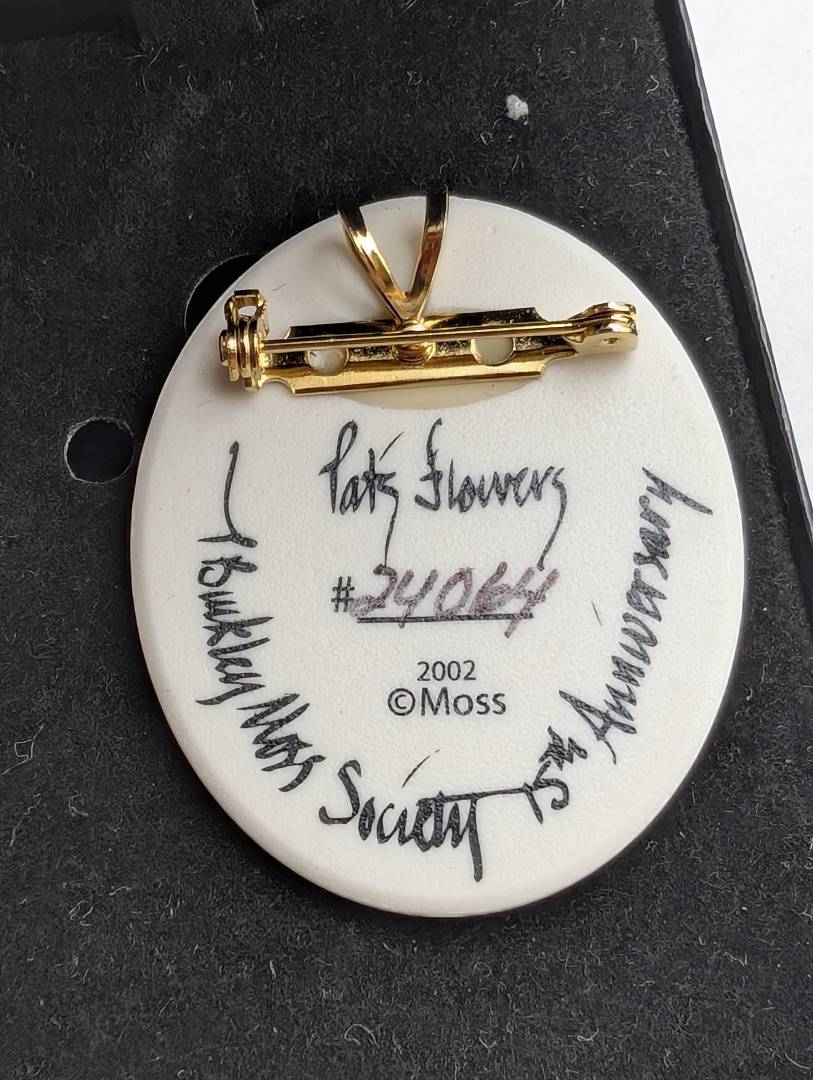 Pat's Flowers
#24064
2002
©Moss
P Buckley Moss Society 15th Anniversary